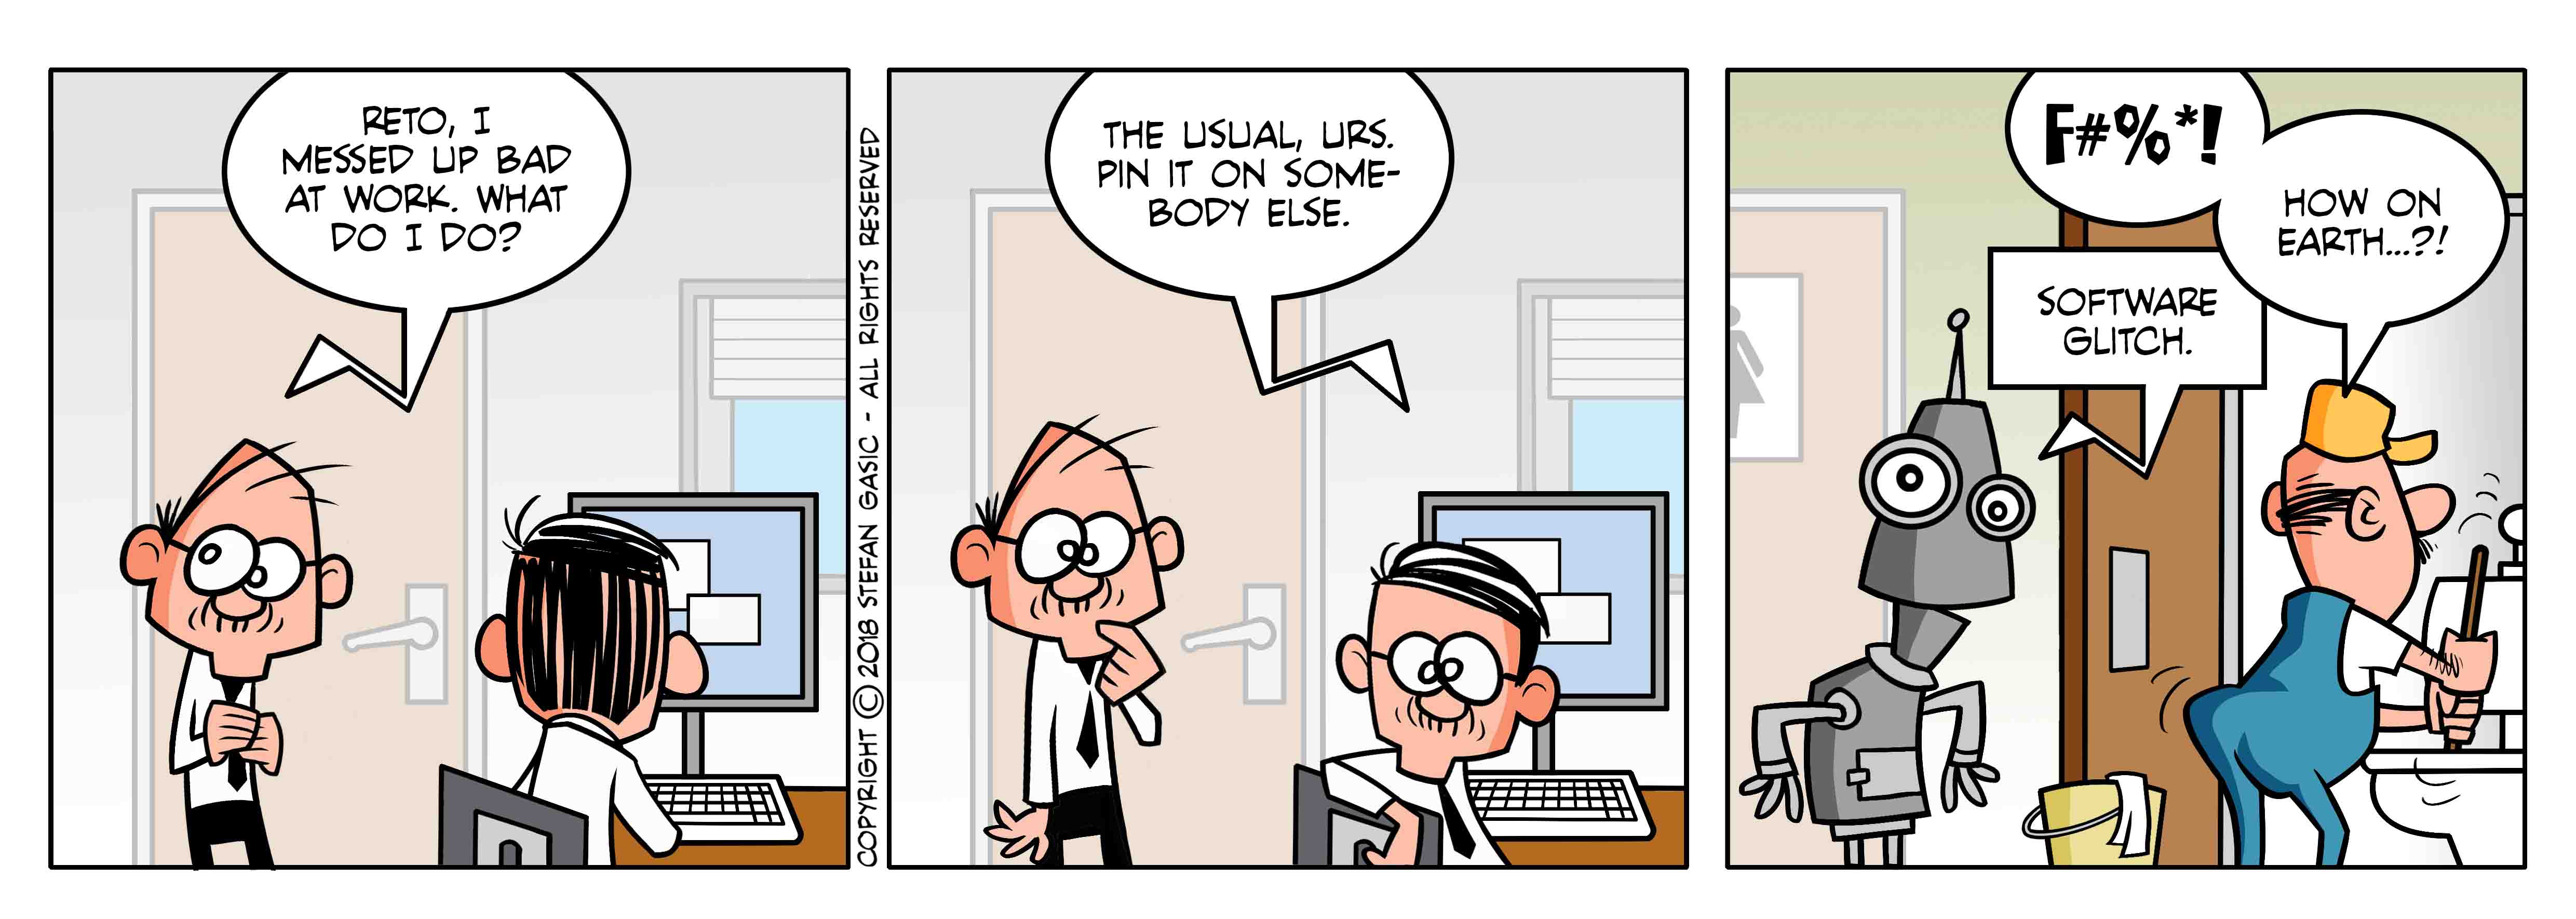 RETO, I
MESSED UP BAD
AT WORK. WHAT
DO I DO?
COPYRIGHT © 2018 STEFAN GASIC - ALL RIGHTS RESERVED
THE USUAL, URS.
PIN IT ON SOME-
BODY ELSE.
F#%*!
HOW ON
EARTH...?!
SOFTWARE
GLITCH.